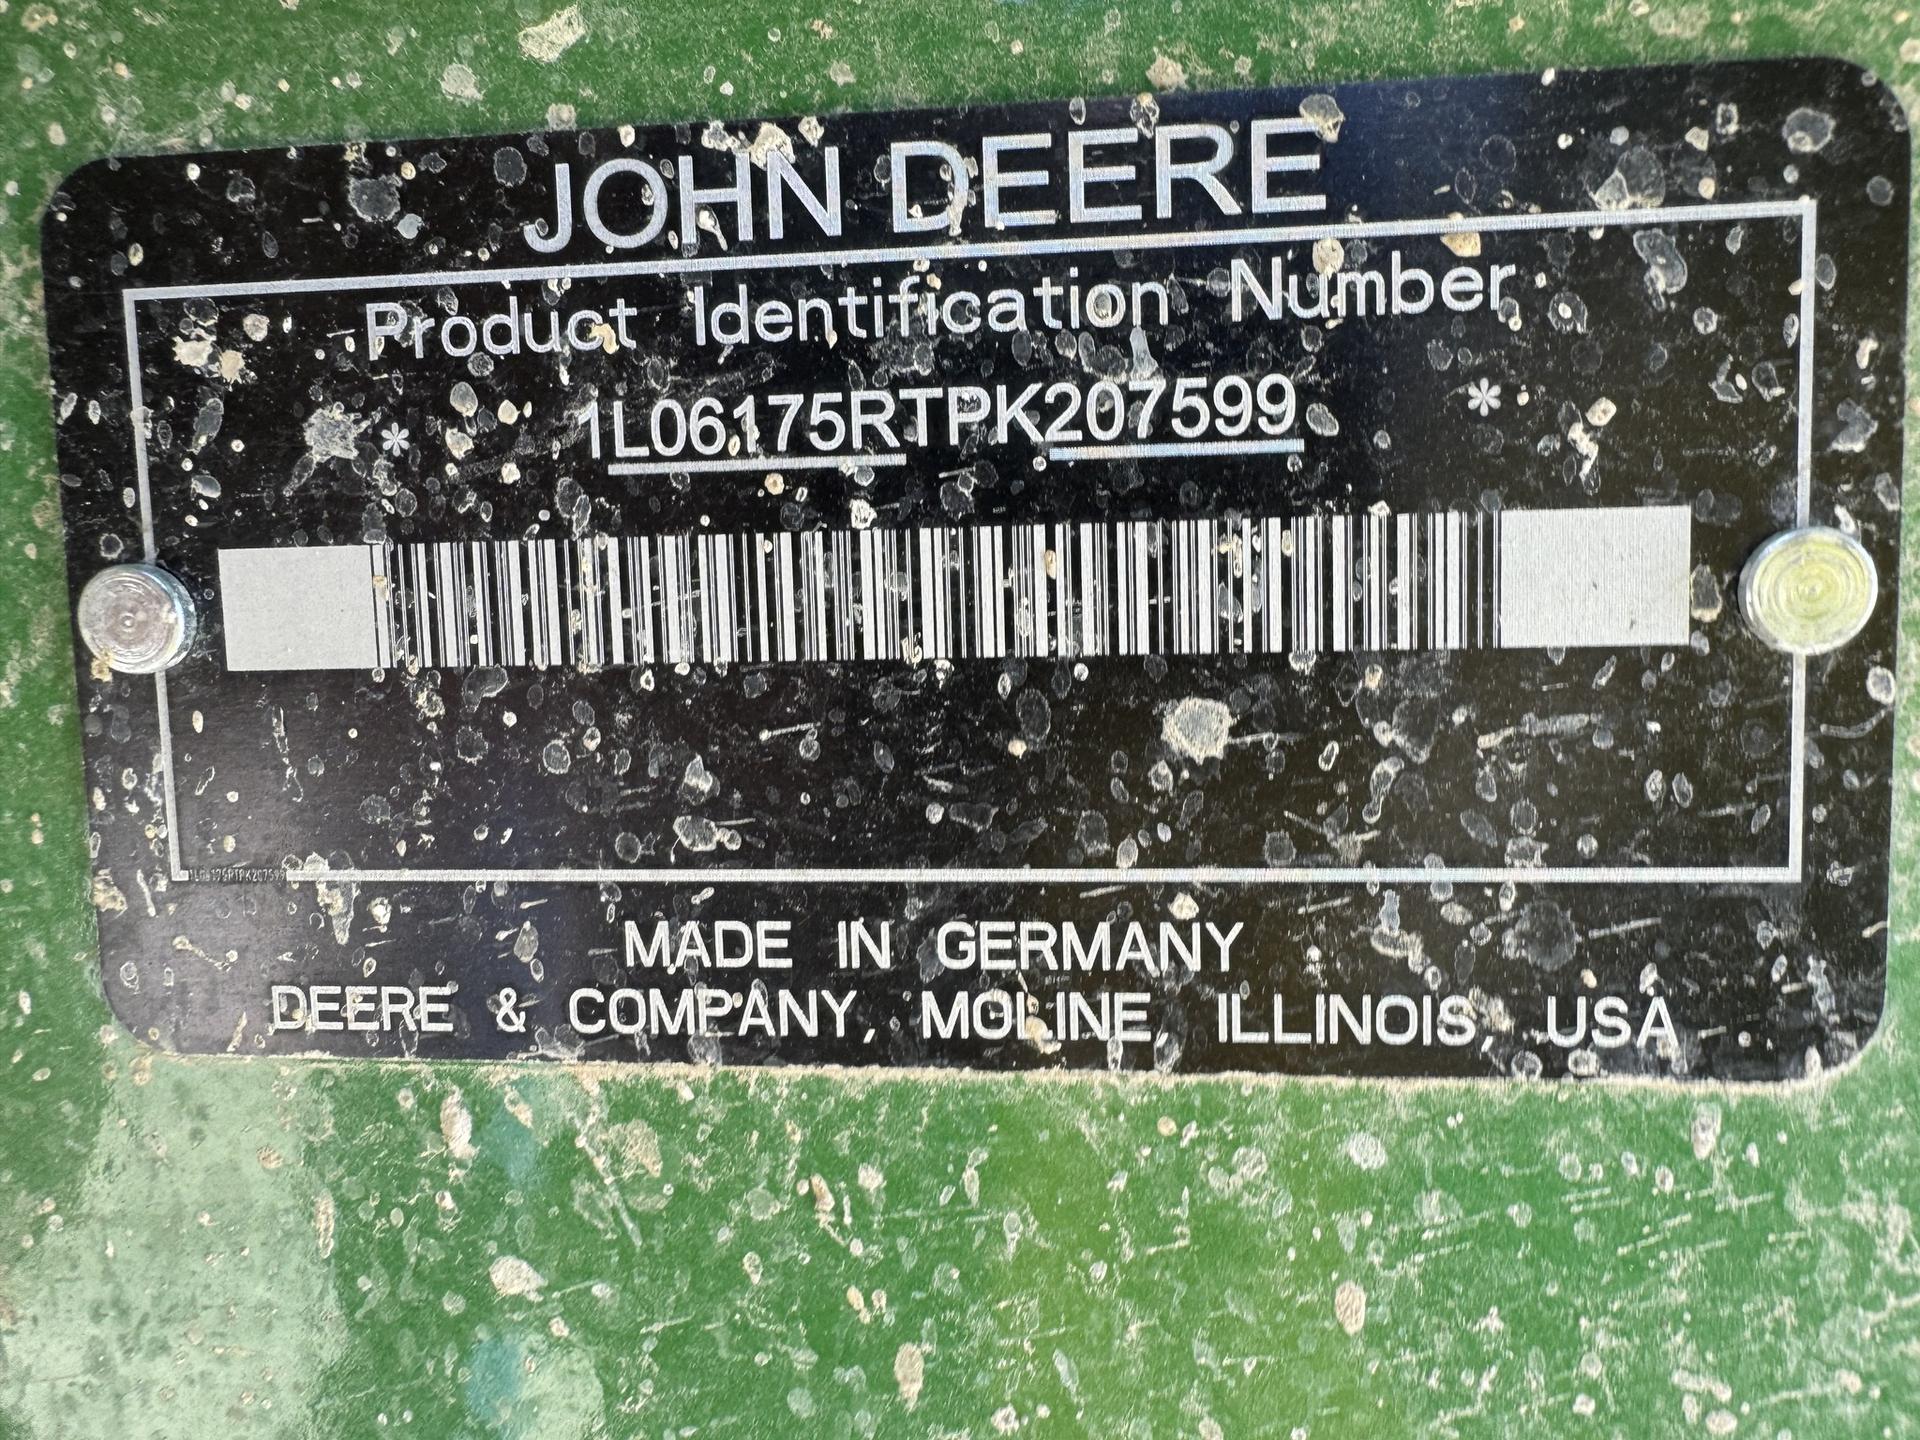 JOHN DEERE
Product Identification Number
* 1L06175RTPK207599 *
MADE IN GERMANY
DEERE & COMPANY, MOLINE, ILLINOIS, USA